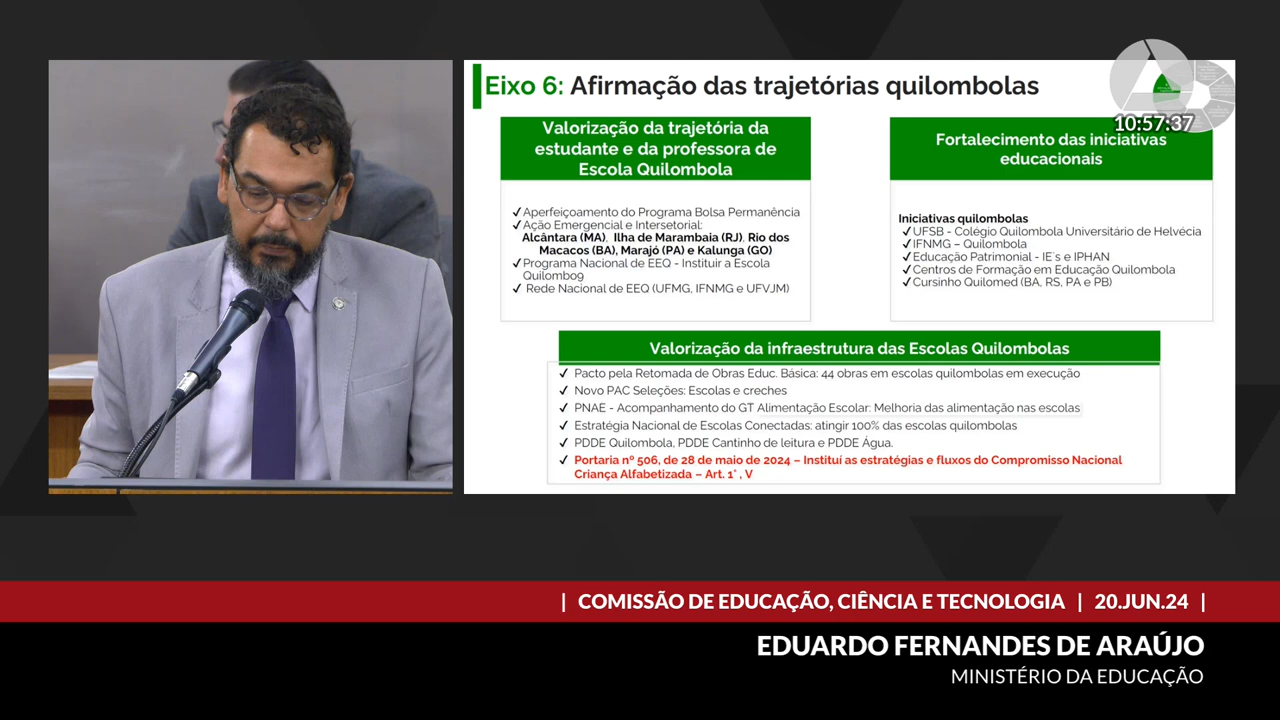 Eixo 6: Afirmação das trajetórias quilombolas
10:57:37
Valorização da trajetória da
estudante e da professora de
Escola Quilombola
✓Aperfeiçoamento do Programa Bolsa Permanência
✓Ação Emergencial e Intersetorial:
Alcântara (MA), Ilha de Marambaia (RJ), Rio dos
Macacos (BA), Marajó (PA) e Kalunga (GO)
✓Programa Nacional de EEQ - Instituir a Escola
Quilombo9
✓ Rede Nacional de EEQ (UFMG, IFNMG e UFVJM)
Fortalecimento das iniciativas
educacionais
Iniciativas quilombolas
✓UFSB - Colégio Quilombola Universitário de Helvécia
✓IFNMG – Quilombola
✓Educação Patrimonial - IE´s e IPHAN
✓Centros de Formação em Educação Quilombola
✓Cursinho Quilomed (BA, RS, PA e PB)
Valorização da infraestrutura das Escolas Quilombolas
✓ Pacto pela Retomada de Obras Educ. Básica: 44 obras em escolas quilombolas em execução
✓ Novo PAC Seleções: Escolas e creches
✓ PNAE - Acompanhamento do GT Alimentação Escolar: Melhoria das alimentação nas escolas
✓ Estratégia Nacional de Escolas Conectadas: atingir 100% das escolas quilombolas
✓ PDDE Quilombola, PDDE Cantinho de leitura e PDDE Água.
✓ Portaria nº 506, de 28 de maio de 2024 – Instituí as estratégias e fluxos do Compromisso Nacional
Criança Alfabetizada – Art. 1° , V
| COMISSÃO DE EDUCAÇÃO, CIÊNCIA E TECNOLOGIA | 20.JUN.24 |
EDUARDO FERNANDES DE ARAÚJO
MINISTÉRIO DA EDUCAÇÃO